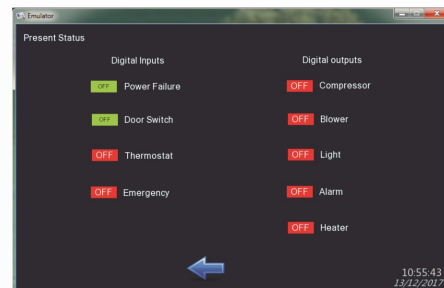 Emulator
Present Status
Digital Inputs
Digital outputs
OFF Power Failure
OFF Compressor
OFF Door Switch
OFF Blower
OFF Thermostat
OFF Light
OFF Emergency
OFF Alarm
OFF Heater
10:55:43
13/12/2017